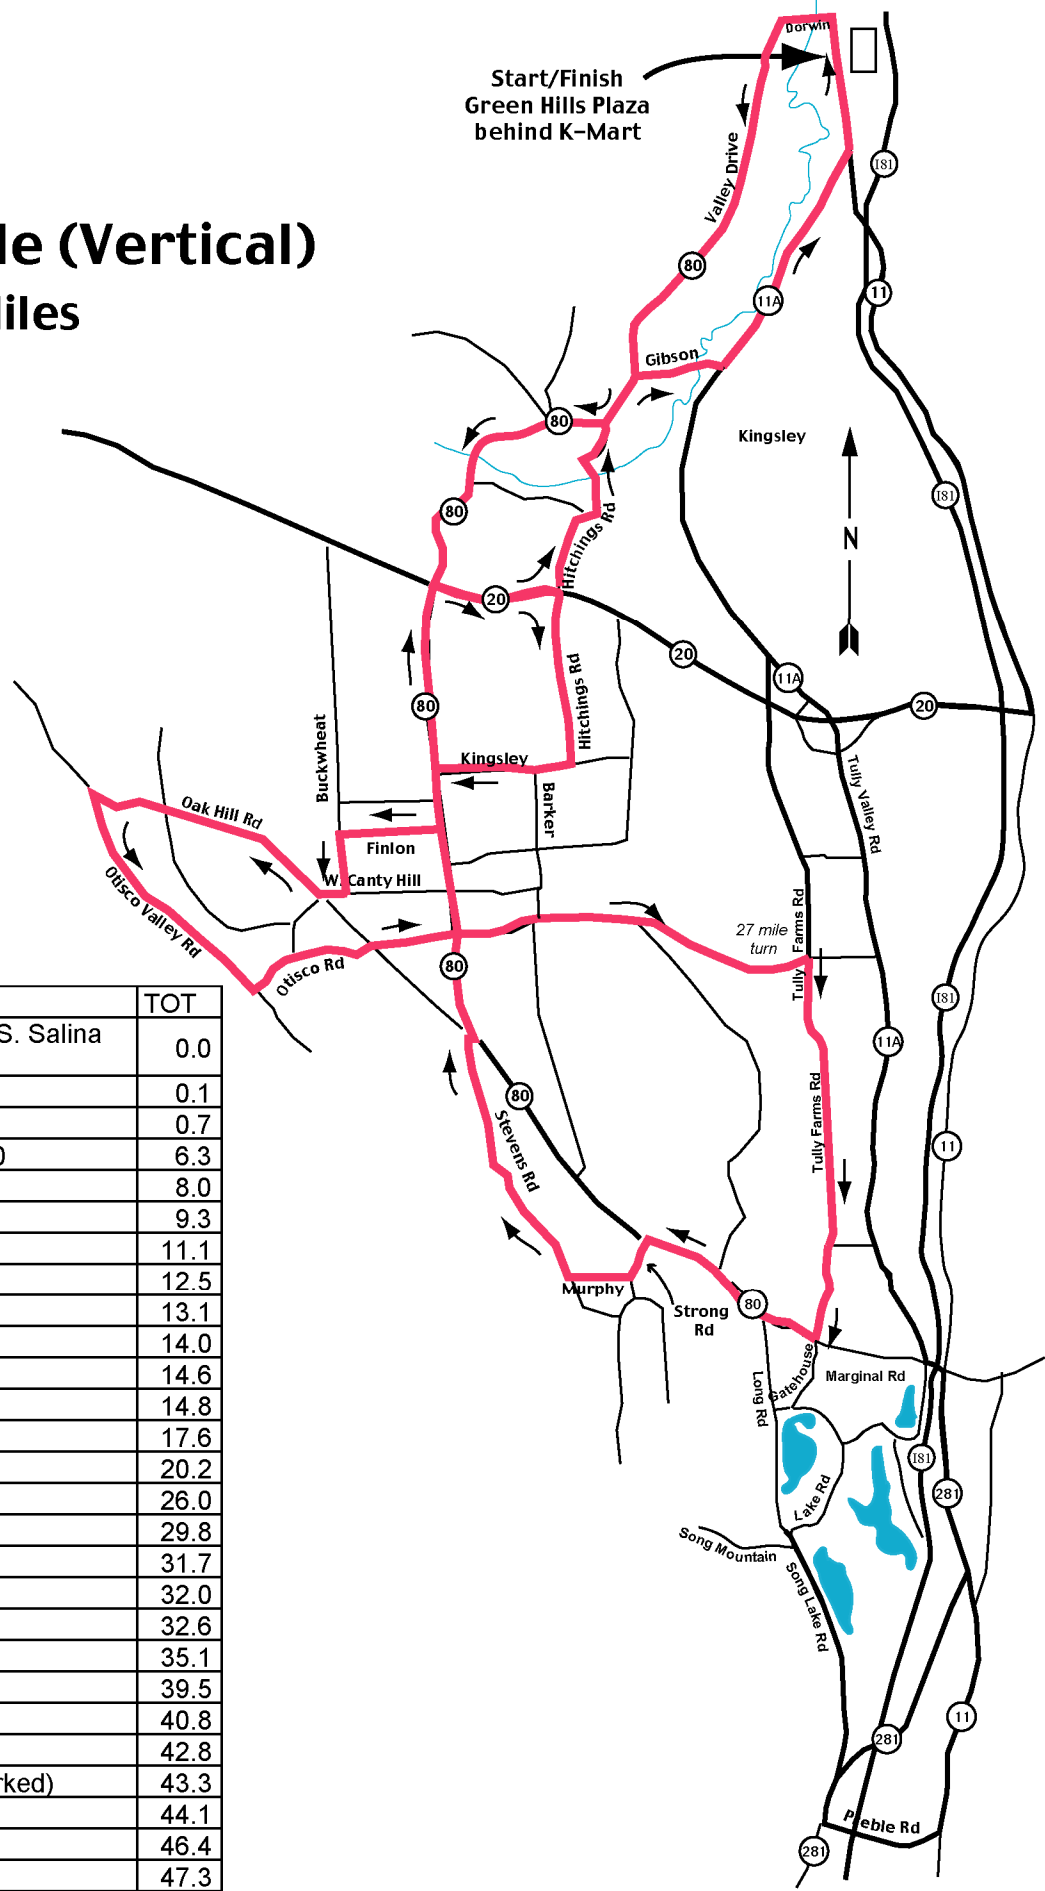 Dorwin
Start/Finish
Green Hills Plaza
behind K-Mart
I81
Valley Drive
le (Vertical)
80
11
11A
iles
Gibson
80
Kingsley
I81
80
Hitchings Rd
N
20
20
11A
80
20
Hitchings Rd
Buckwheat
Kingsley
Tully Valley Rd
Barker
Oak Hill Rd
Finlon
W. Canty Hill
Otisco Valley Rd
27 mile
turn
Tully Farms Rd
Otisco Rd
80
I81
TOT
S. Salina
0.0
11A
0.1
80
0.7
Stevens Rd
Tully Farms Rd
11
0 6.3
8.0
9.3
11.1
12.5
Murphy
13.1
Strong
Rd
80
14.0
Gatehouse
Marginal Rd
14.6
Long Rd
14.8
17.6
I81
20.2
281
Lake Rd
26.0
29.8
Song Mountain
31.7
Song Lake Rd
32.0
32.6
35.1
39.5
40.8
11
42.8
281
rked) 43.3
44.1
Preble Rd
46.4
281
47.3